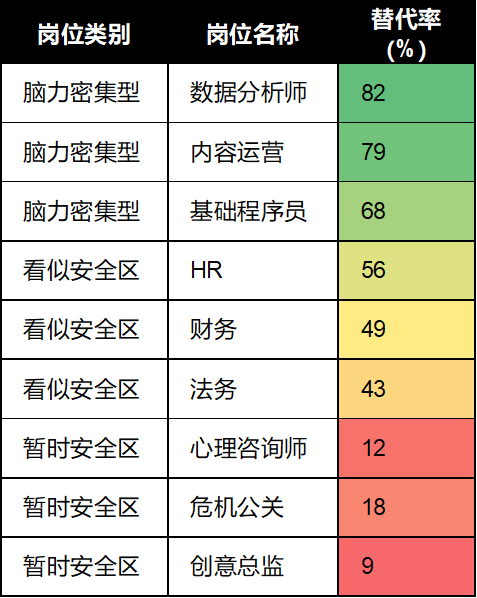 岗位类别 岗位名称 替代率
(%)
脑力密集型 数据分析师 82
脑力密集型 内容运营 79
脑力密集型 基础程序员 68
看似安全区 HR 56
看似安全区 财务 49
看似安全区 法务 43
暂时安全区 心理咨询师 12
暂时安全区 危机公关 18
暂时安全区 创意总监 9